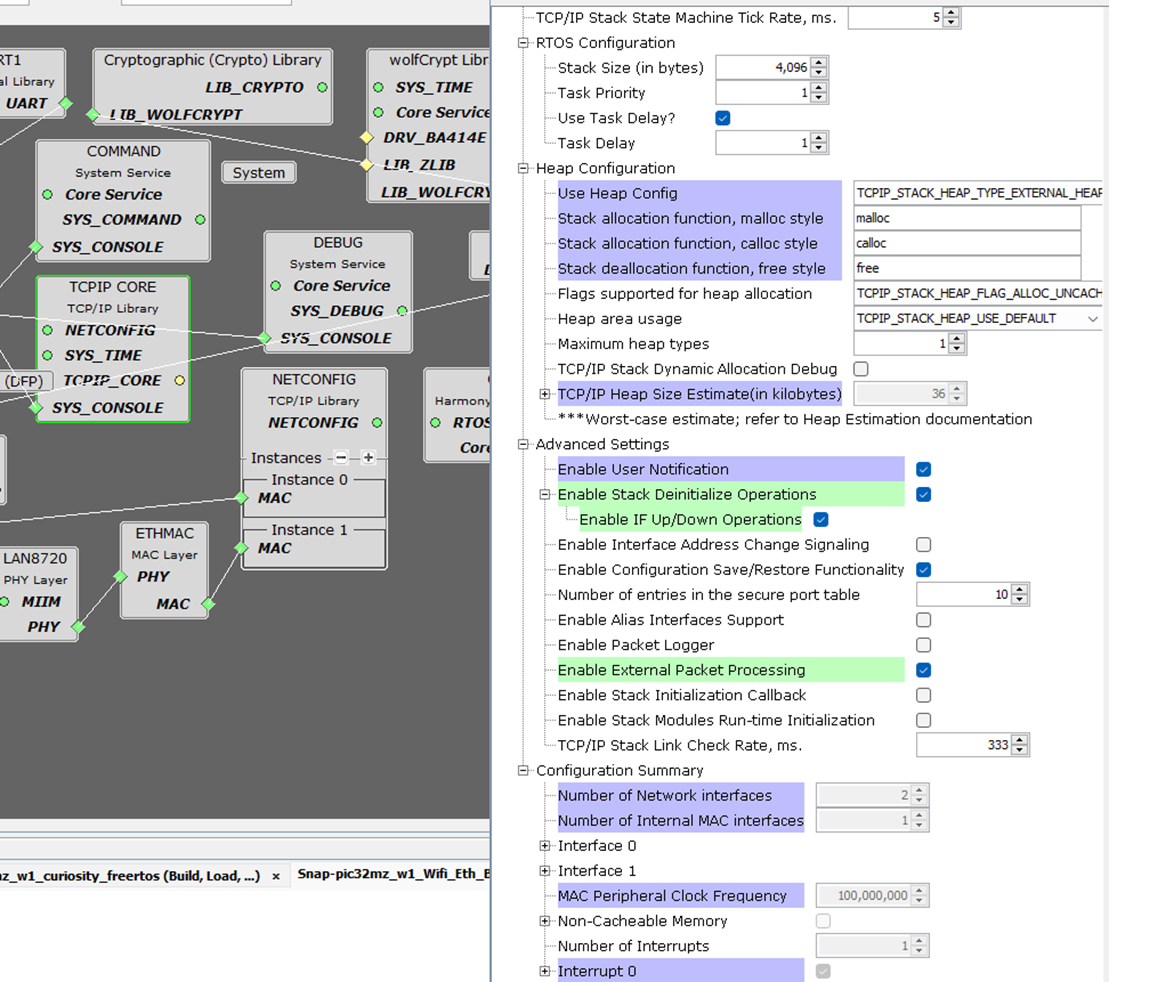 RT1
al Library
UART
Cryptographic (Crypto) Library
LIB_CRYPTO
LIB_WOLFCRYPT
wolfCrypt Libr
SYS_TIME
Core Service
DRV_BA414E
LIB_ZLIB
LIB_WOLFCRY
COMMAND
System Service
Core Service
SYS_COMMAND
SYS_CONSOLE
System
DEBUG
System Service
Core Service
SYS_DEBUG
SYS_CONSOLE
TCPIP CORE
TCP/IP Library
NETCONFIG
SYS_TIME
TCPIP_CORE
SYS_CONSOLE
(DFP)
NETCONFIG
TCP/IP Library
NETCONFIG
Instances
Instance 0
MAC
Instance 1
MAC
Harmony
RTOS
Core
ETHMAC
MAC Layer
PHY
MAC
LAN8720
PHY Layer
MIIM
PHY
nz_w1_curiosity_freertos (Build, Load, ...) ×
Snap-pic32mz_w1_Wifi_Eth_B
TCP/IP Stack State Machine Tick Rate, ms. 5
RTOS Configuration
Stack Size (in bytes) 4,096
Task Priority 1
Use Task Delay?
Task Delay 1
Heap Configuration
Use Heap Config TCPIP_STACK_HEAP_TYPE_EXTERNAL_HEAP
Stack allocation function, malloc style malloc
Stack allocation function, calloc style calloc
Stack deallocation function, free style free
Flags supported for heap allocation TCPIP_STACK_HEAP_FLAG_ALLOC_UNCACH
Heap area usage TCPIP_STACK_HEAP_USE_DEFAULT
Maximum heap types 1
TCP/IP Stack Dynamic Allocation Debug
TCP/IP Heap Size Estimate(in kilobytes) 36
***Worst-case estimate; refer to Heap Estimation documentation
Advanced Settings
Enable User Notification
Enable Stack Deinitialize Operations
Enable IF Up/Down Operations
Enable Interface Address Change Signaling
Enable Configuration Save/Restore Functionality
Number of entries in the secure port table 10
Enable Alias Interfaces Support
Enable Packet Logger
Enable External Packet Processing
Enable Stack Initialization Callback
Enable Stack Modules Run-time Initialization
TCP/IP Stack Link Check Rate, ms. 333
Configuration Summary
Number of Network interfaces 2
Number of Internal MAC interfaces 1
Interface 0
Interface 1
MAC Peripheral Clock Frequency 100,000,000
Non-Cacheable Memory
Number of Interrupts 1
Interrupt 0